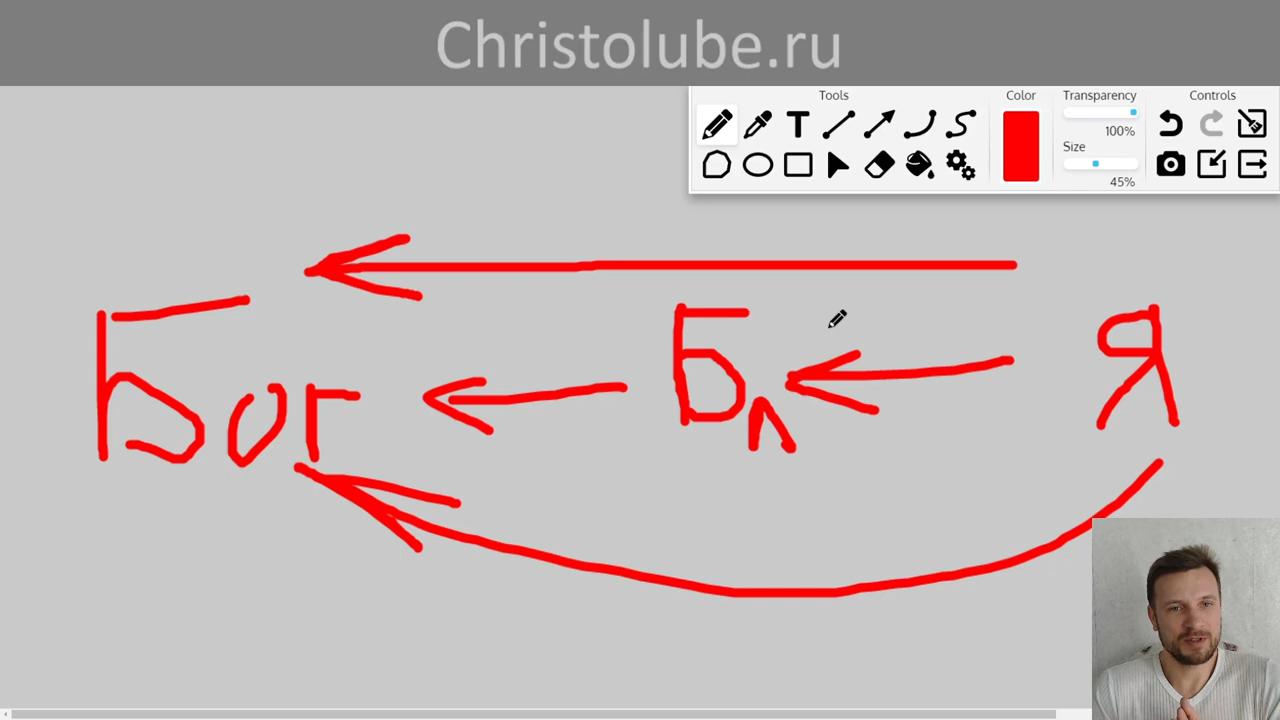 Christolube.ru
Tools Color Transparency Controls
100%
Size
45%
Бог Бл Я